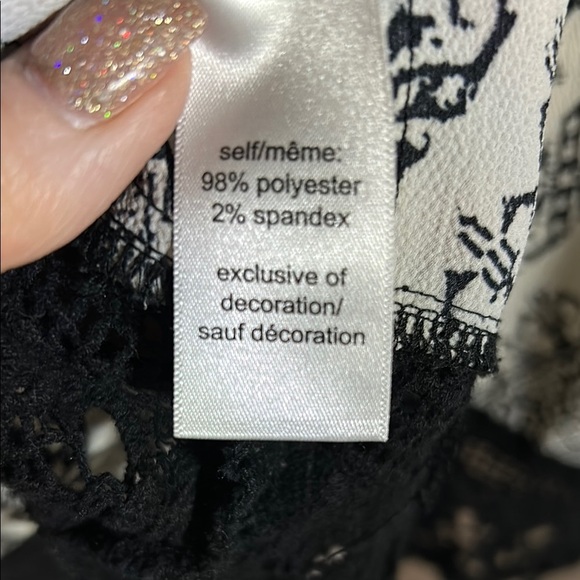 self/même:
98% polyester
2% spandex
exclusive of
decoration/
sauf décoration